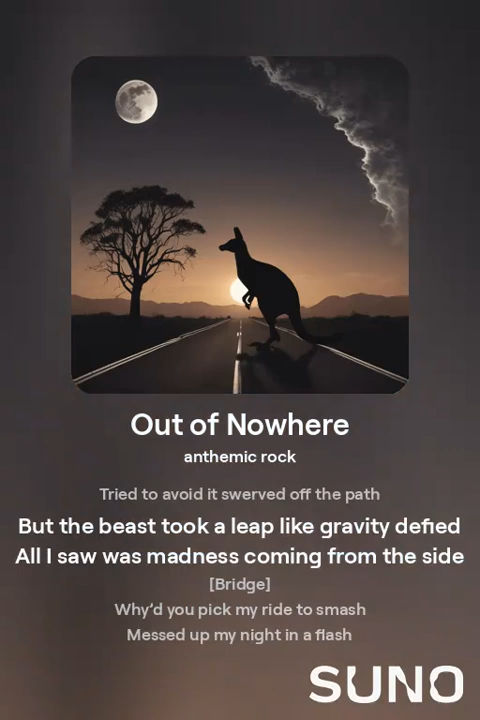 Out of Nowhere
anthemic rock
Tried to avoid it swerved off the path
But the beast took a leap like gravity defied
All I saw was madness coming from the side
[Bridge]
Why'd you pick my ride to smash
Messed up my night in a flash
SUNO